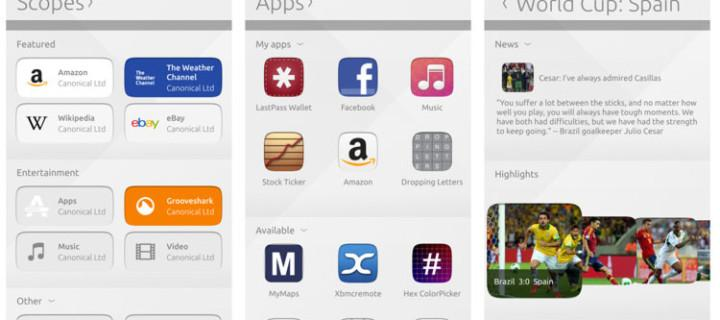 Scopes›
Featured
Amazon
Canonical Ltd
The Weather Channel
The Weather
Channel
Canonical Ltd
W
Wikipedia
Canonical Ltd
ebay
eBay
Canonical Ltd
Entertainment
Apps
Canonical Ltd
Grooveshark
Canonical Ltd
Music
Canonical Ltd
Video
Canonical Ltd
Other
Apps›
My apps
LastPass Wallet
Facebook
Music
Stock Ticker
Amazon
DROP
PING
LETT
ERS
Dropping Letters
Available
M
MyMaps
Xbmcremote
#
Hex ColorPicker
‹ World Cup: Spain
News
Cesar: I've always admired Casillas
"You suffer a lot between the sticks, and no matter how
well you play, you will always have tough moments. We
have both had difficulties, but we have had the strength
to keep going." – Brazil goalkeeper Julio Cesar
Highlights
Brazil 3:0 Spain